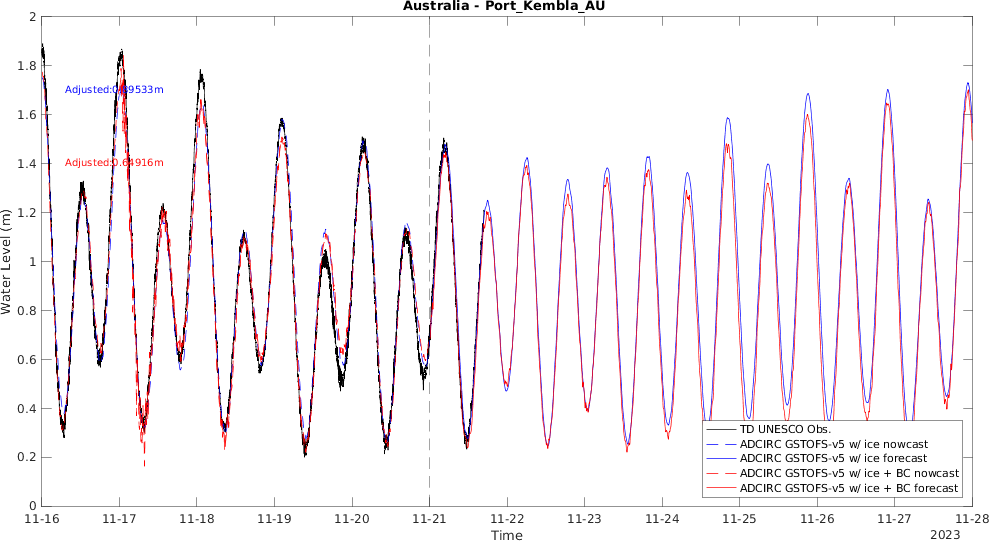 Australia - Port_Kembla_AU
Water Level (m)
2
1.8
1.6
1.4
1.2
1
0.8
0.6
0.4
0.2
0
Adjusted:0.39533m
Adjusted:0.64916m
TD UNESCO Obs.
ADCIRC GSTOFS-v5 w/ ice nowcast
ADCIRC GSTOFS-v5 w/ ice forecast
ADCIRC GSTOFS-v5 w/ ice + BC nowcast
ADCIRC GSTOFS-v5 w/ ice + BC forecast
11-16 11-17 11-18 11-19 11-20 11-21 11-22 11-23 11-24 11-25 11-26 11-27 11-28
Time
2023